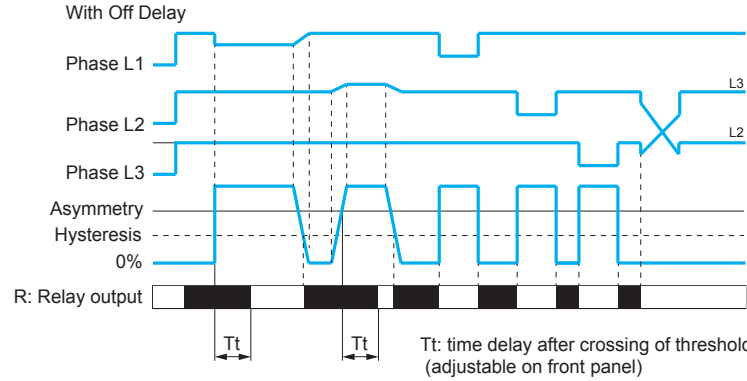 With Off Delay
Phase L1
L3
Phase L2
L2
Phase L3
Asymmetry
Hysteresis
0%
R: Relay output
Tt
Tt
Tt: time delay after crossing of threshold
(adjustable on front panel)